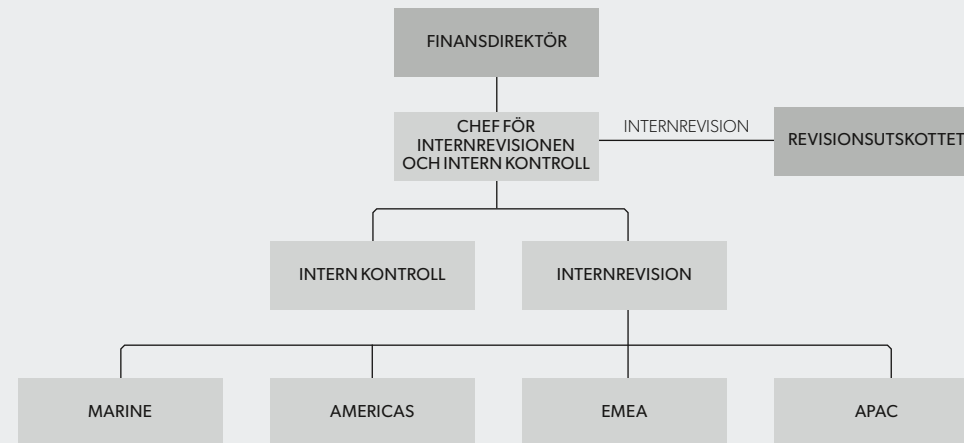 FINANSDIREKTÖR
CHEF FÖR
INTERNREVISIONEN
OCH INTERN KONTROLL
INTERNREVISION
REVISIONSUTSKOTTET
INTERN KONTROLL
INTERNREVISION
MARINE
AMERICAS
EMEA
APAC